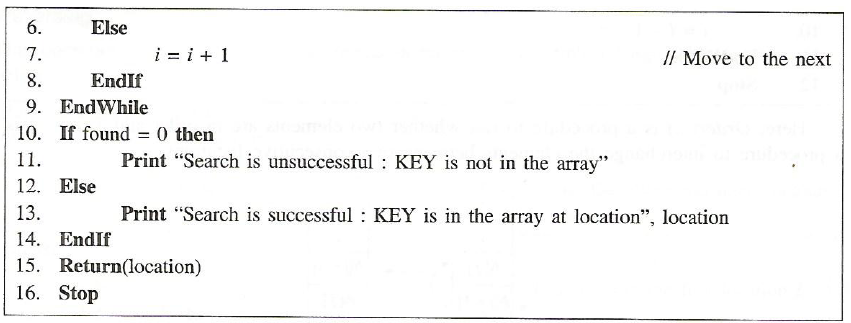 6. Else
7. i = i + 1 // Move to the next
8. EndIf
9. EndWhile
10. If found = 0 then
11. Print “Search is unsuccessful : KEY is not in the array”
12. Else
13. Print “Search is successful : KEY is in the array at location”, location
14. EndIf
15. Return(location)
16. Stop